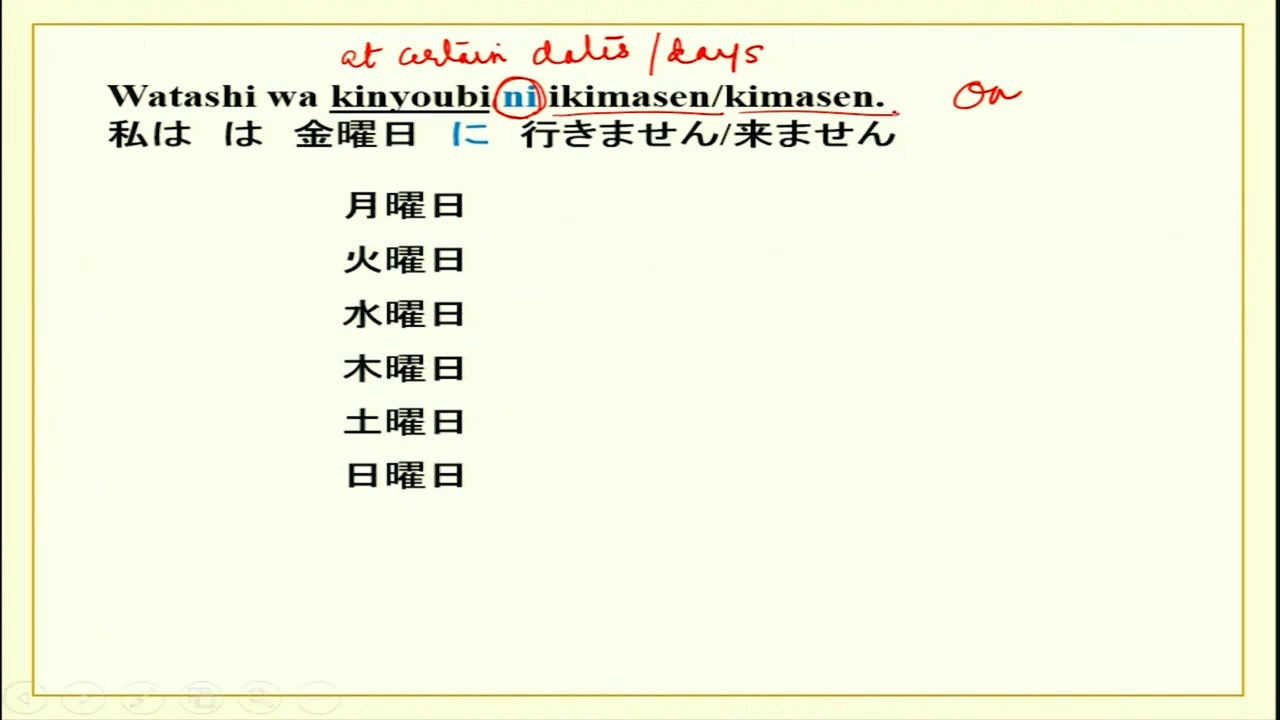 at certain dates/days
Watashi wa kinyoubi ni ikimasen/kimasen. On
私は は 金曜日 に 行きません/来ません
月曜日
火曜日
水曜日
木曜日
土曜日
日曜日